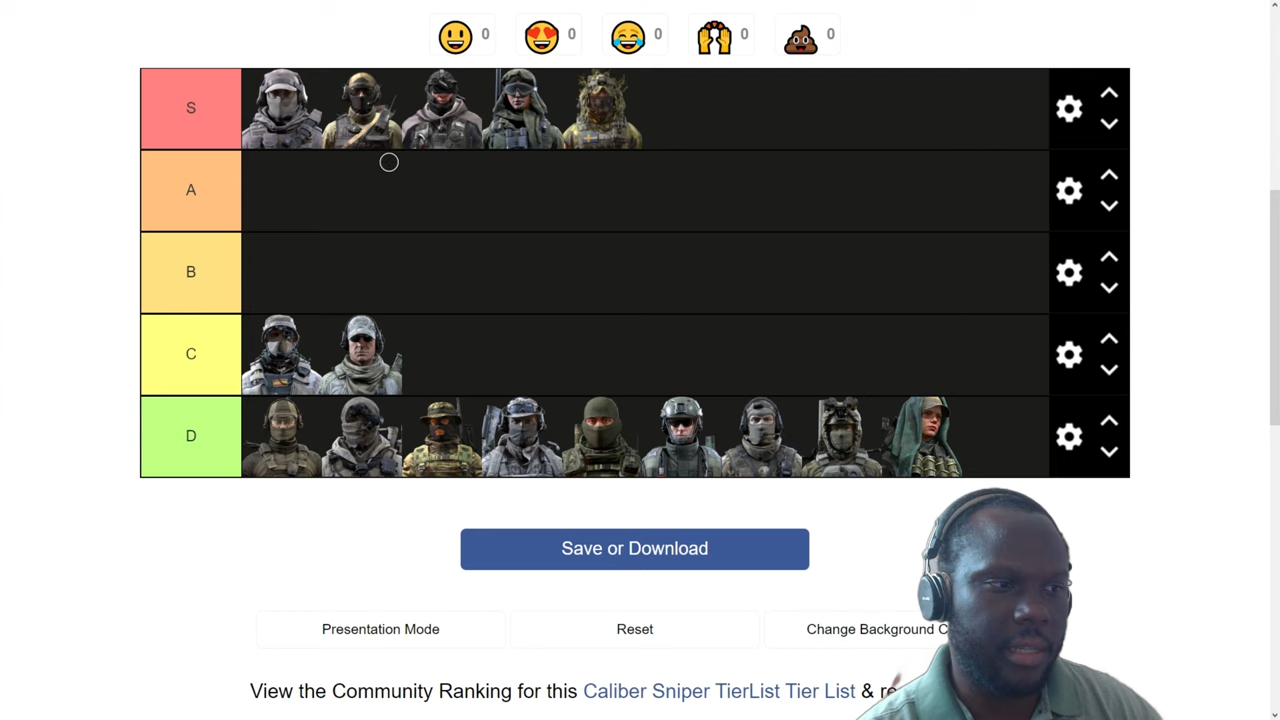 0 0 0 0 0
S
A
B
C
D
Save or Download
Presentation Mode Reset Change Background C
View the Community Ranking for this Caliber Sniper TierList Tier List & re